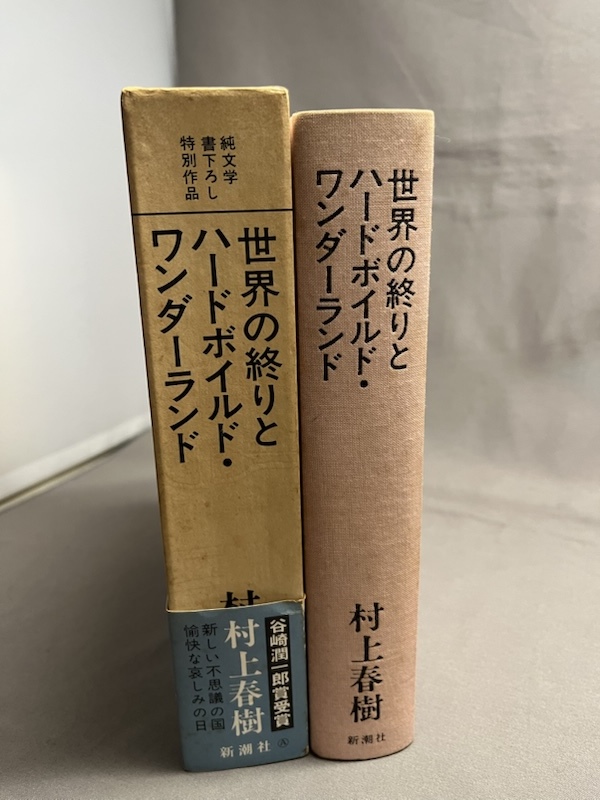 純文学
書下ろし
特別作品
世界の終りと
ハードボイルド・
ワンダーランド
村
谷崎潤一郎賞受賞
村上春樹
新しい不思議の国
愉快な哀しみの日
新潮社 Ⓐ
世界の終りと
ハードボイルド・
ワンダーランド
村上春樹
新潮社